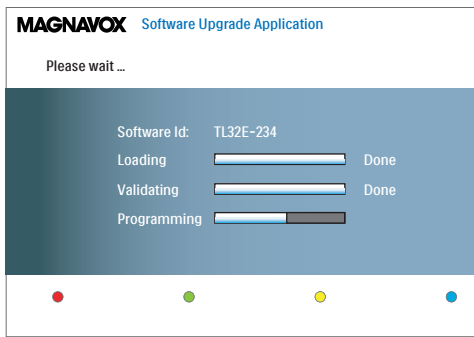 MAGNAVOX Software Upgrade Application
Please wait ...
Software Id: TL32E-234
Loading Done
Validating Done
Programming